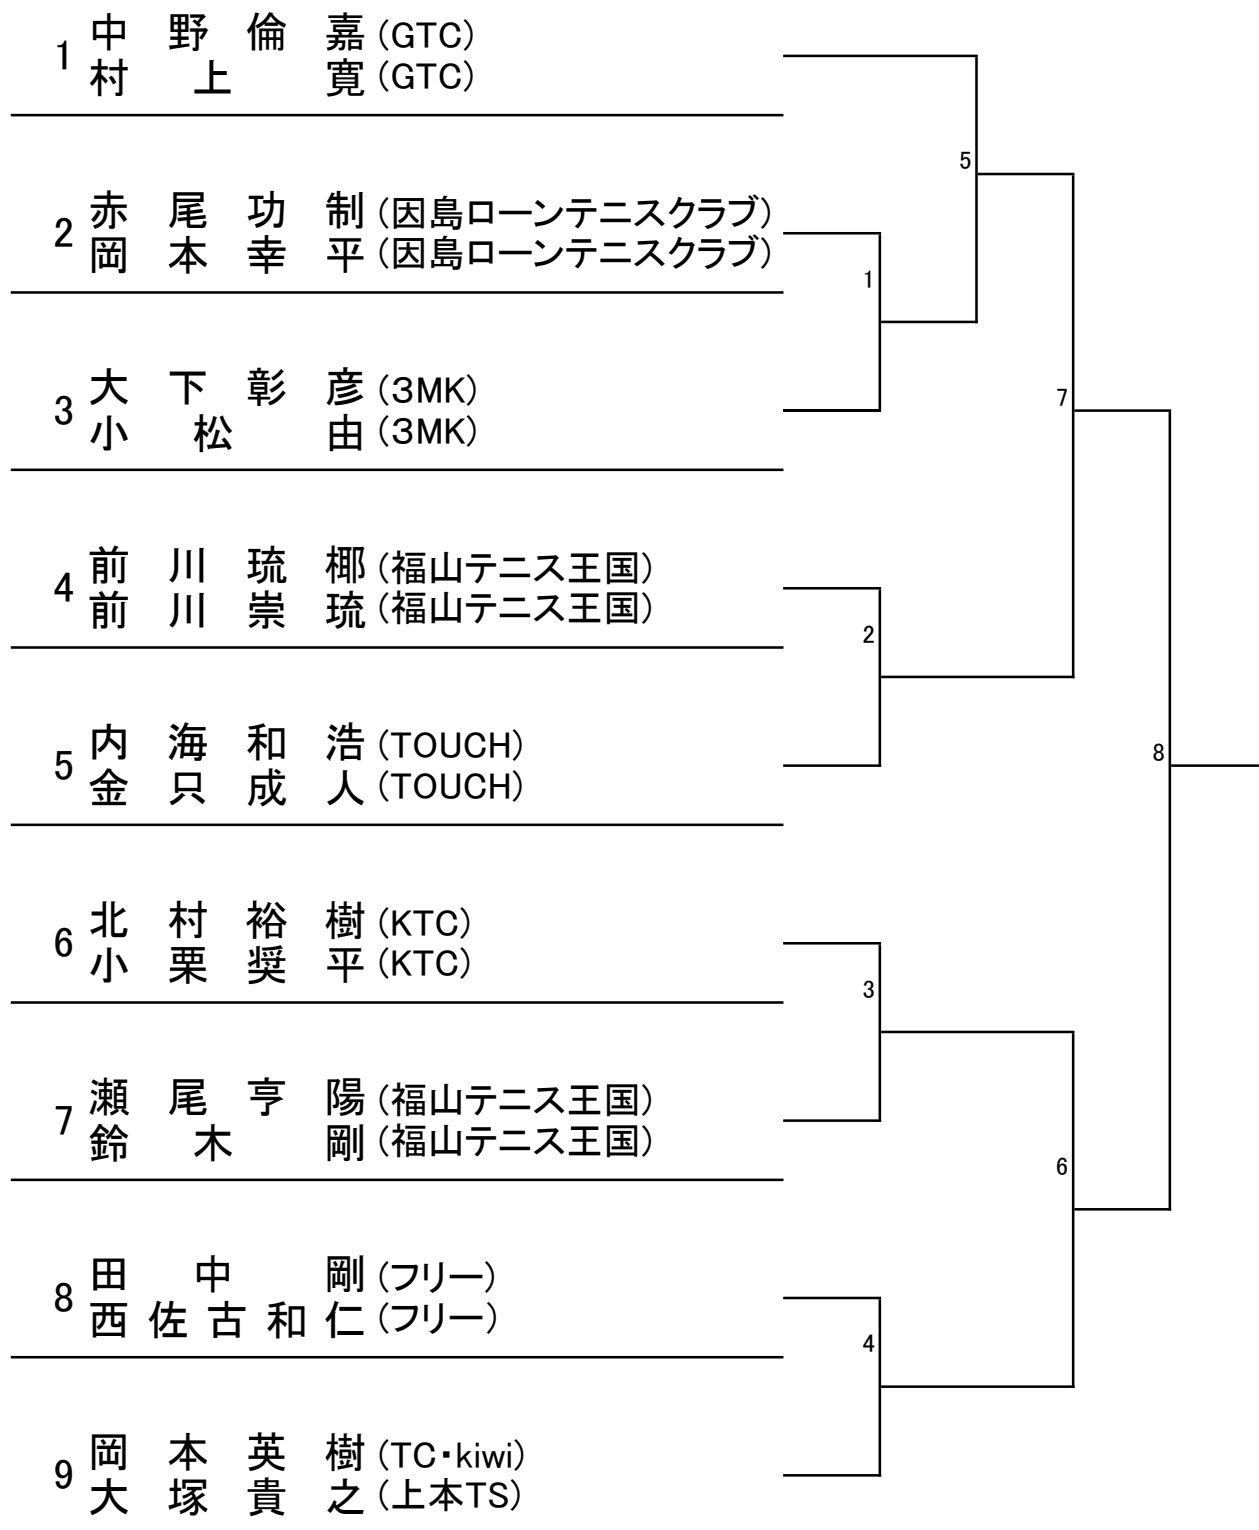 1 中野倫嘉 (GTC)
村上寛 (GTC)
5
2 赤尾功制 (因島ローンテニスクラブ)
岡本幸平 (因島ローンテニスクラブ)
1
3 大下彰彦 (3MK)
小松由 (3MK)
7
4 前川琉椰 (福山テニス王国)
前川崇琉 (福山テニス王国)
2
5 内海和浩 (TOUCH)
金只成人 (TOUCH)
8
6 北村裕樹 (KTC)
小栗奨平 (KTC)
3
7 瀬尾亨陽 (福山テニス王国)
鈴木剛 (福山テニス王国)
6
8 田中剛 (フリー)
西佐古和仁 (フリー)
4
9 岡本英樹 (TC・kiwi)
大塚貴之 (上本TS)